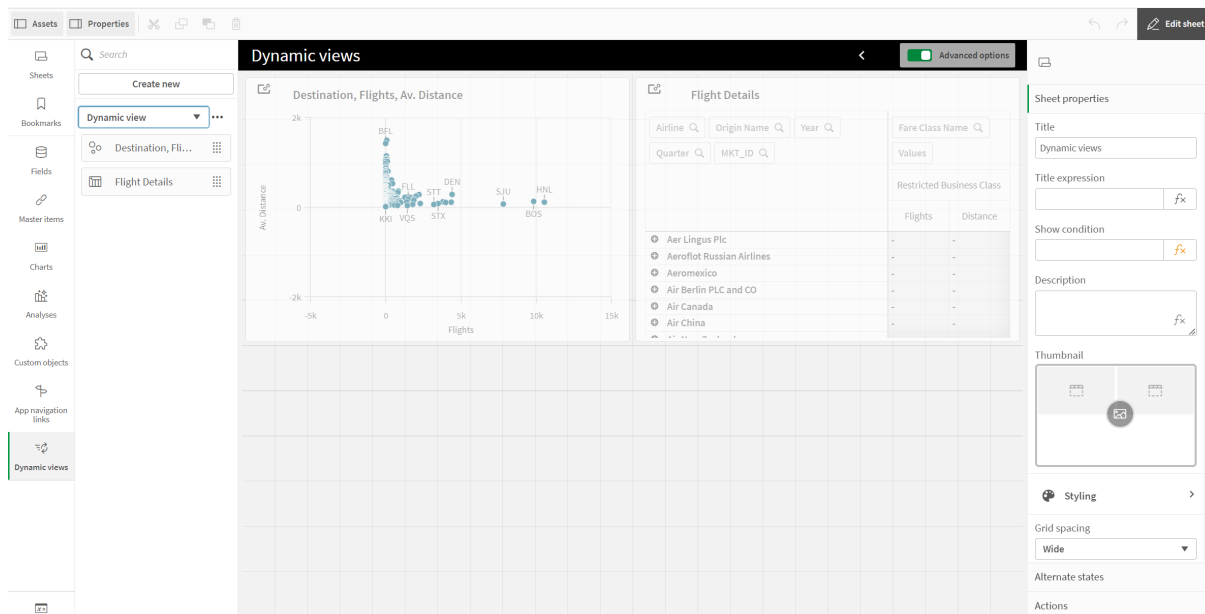 Assets
Properties
Edit sheet
Sheets
Bookmarks
Fields
Master items
Charts
Analyses
Custom objects
App navigation
links
Dynamic views
Search
Create new
Dynamic view
Destination, Fli...
Flight Details
Dynamic views
Advanced options
Destination, Flights, Av. Distance
2k
0
-2k
Av. Distance
BFL
FLL
STT
DEN
SJU
HNL
KKI
VQS
STX
BOS
-5k
0
5k
10k
15k
Flights
Flight Details
Airline
Origin Name
Year
Fare Class Name
Quarter
MKT_ID
Values
Restricted Business Class
Flights
Distance
Aer Lingus Plc - -
Aeroflot Russian Airlines - -
Aeromexico - -
Air Berlin PLC and CO - -
Air Canada - -
Air China - -
Sheet properties
Title
Dynamic views
Title expression
fx
Show condition
fx
Description
fx
Thumbnail
Styling
Grid spacing
Wide
Alternate states
Actions